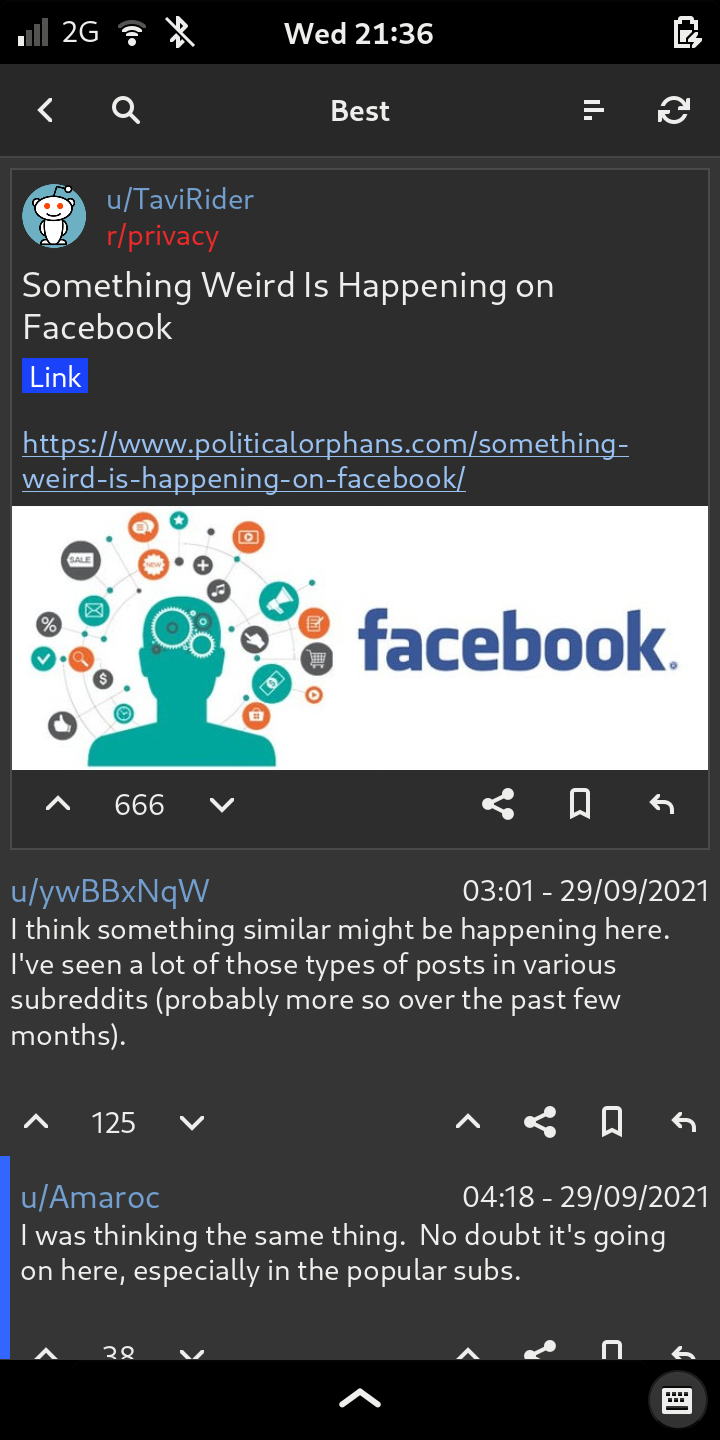 2G
Wed 21:36
Best
u/TaviRider
r/privacy
Something Weird Is Happening on
Facebook
Link
https://www.politicalorphans.com/something-
weird-is-happening-on-facebook/
SALE
NEW
%
$
facebook
666
u/ywBBxNqW 03:01 - 29/09/2021
I think something similar might be happening here.
I've seen a lot of those types of posts in various
subreddits (probably more so over the past few
months).
125
u/Amaroc 04:18 - 29/09/2021
I was thinking the same thing.  No doubt it's going
on here, especially in the popular subs.
38